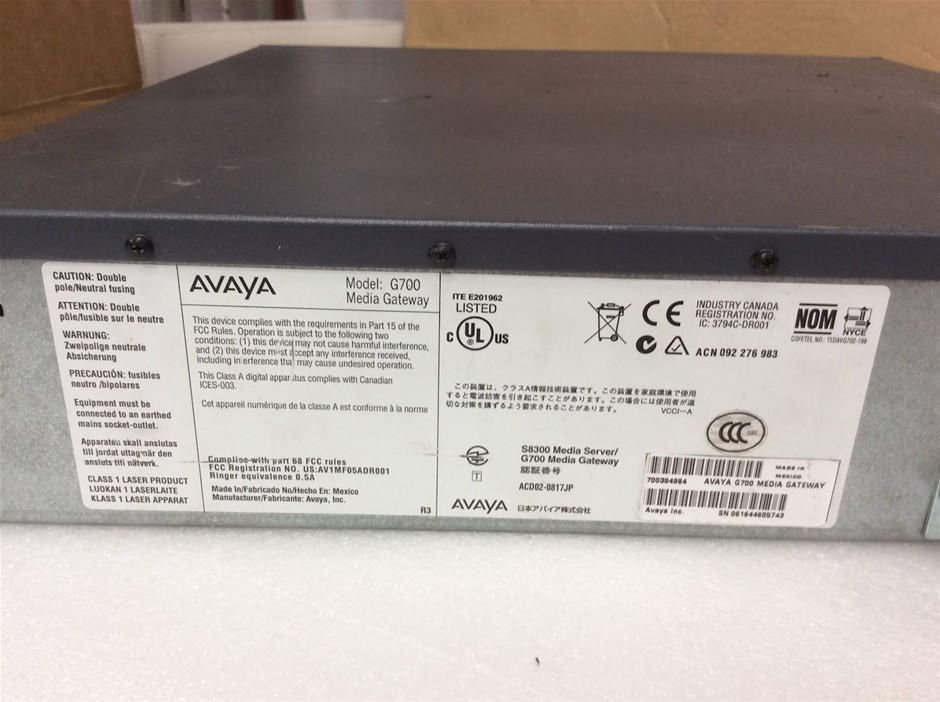 CAUTION: Double
pole/Neutral fusing
ATTENTION: Double
pôle/fusible sur le neutre
WARNUNG:
Zweipolige neutrale
Absicherung
PRECAUCIÓN: fusibles
neutro /bipolares
Equipment must be
connected to an earthed
mains socket-outlet.
Apparaten skall anslutas
till jordat uttag när den
ansluts till nätverk.
CLASS 1 LASER PRODUCT
LUOKAN 1 LASERLAITE
KLASS 1 LASER APPARAT
AVAYA
Model: G700
Media Gateway
This device complies with the requirements in Part 15 of the
FCC Rules. Operation is subject to the following two
conditions: (1) this device may not cause harmful interference,
and (2) this device must accept any interference received,
including interference that may cause undesired operation.
This Class A digital apparatus complies with Canadian
ICES-003.
Cet appareil numérique de la classe A est conforme à la norme
Complies with part 68 FCC rules
FCC Registration NO. US:AV1MF05ADR001
Ringer equivalence 0.5A
Made In/Fabricado No/Hecho En: Mexico
Manufacturer/Fabricante: Avaya, Inc.
R3
ITE E201962
LISTED
C UL US
®
CE
INDUSTRY CANADA
REGISTRATION NO.
IC: 3794C-DR001
ACN 092 276 983
NOM
NYCE
COFETEL NO.: TEDAVG702-198
この装置は、クラスA情報技術装置です。この装置を家庭環境で使用
すると電波妨害を引き起こすことがあります。この場合には使用者が適
切な対策を講ずるよう要求されることがあります。
VCCI-A
CCC
S8300 Media Server/
G700 Media Gateway
認証番号
T
ACD02-0817JP
AVAYA 日本アバイア株式会社
MADE IN
MEXICO
700394984 AVAYA G700 MEDIA GATEWAY
Avaya Inc. SN 061644605743